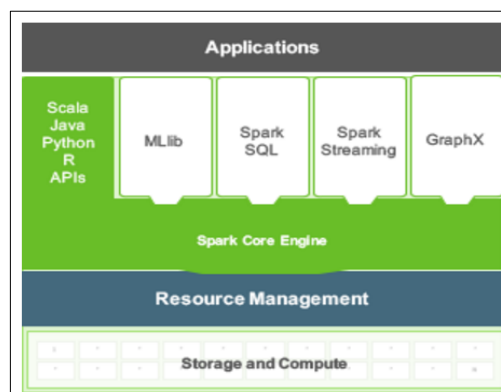 Applications
Scala
Java
Python
R
APIs
MLlib
Spark
SQL
Spark
Streaming
GraphX
Spark Core Engine
Resource Management
Storage and Compute